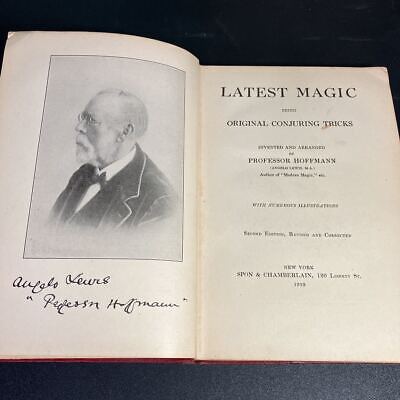 Angelo Lewis
"Professor Hoffmann"
LATEST MAGIC
BEING
ORIGINAL CONJURING TRICKS
INVENTED AND ARRANGED
BY
PROFESSOR HOFFMANN
(ANGELO LEWIS, M.A.)
Author of "Modern Magic," etc.
WITH NUMEROUS ILLUSTRATIONS
SECOND EDITION, REVISED AND CORRECTED
NEW YORK
SPON & CHAMBERLAIN, 120 LIBERTY ST.